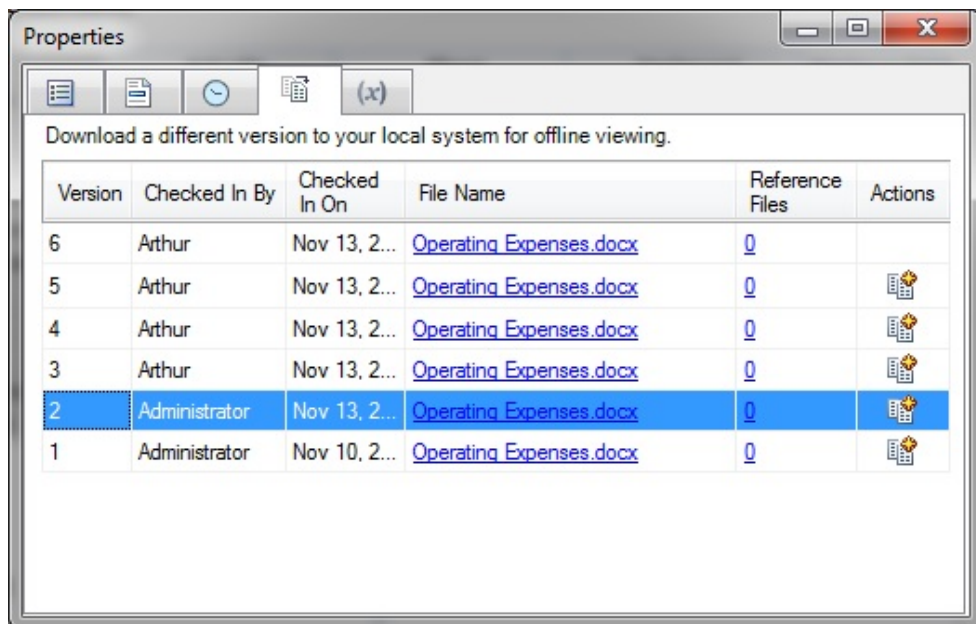 Properties
(x)
Download a different version to your local system for offline viewing.
Version Checked In By Checked In On File Name Reference Files Actions
6 Arthur Nov 13, 2... Operating Expenses.docx 0
5 Arthur Nov 13, 2... Operating Expenses.docx 0
4 Arthur Nov 13, 2... Operating Expenses.docx 0
3 Arthur Nov 13, 2... Operating Expenses.docx 0
2 Administrator Nov 13, 2... Operating Expenses.docx 0
1 Administrator Nov 10, 2... Operating Expenses.docx 0